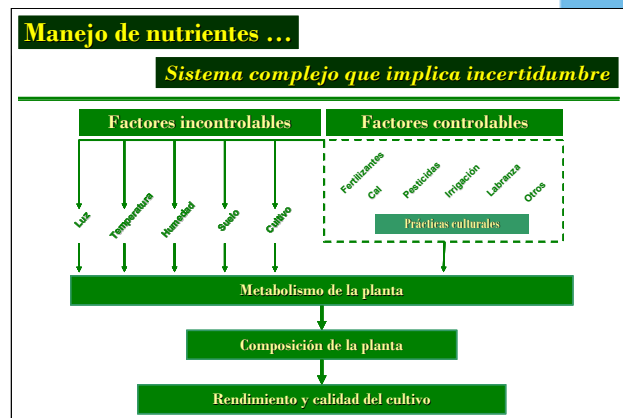 Manejo de nutrientes ...
Sistema complejo que implica incertidumbre
Factores incontrolables
Factores controlables
Luz
Temperatura
Humedad
Suelo
Cultivo
Fertilizantes
Cal
Pesticidas
Irrigación
Labranza
Otros
Prácticas culturales
Metabolismo de la planta
Composición de la planta
Rendimiento y calidad del cultivo